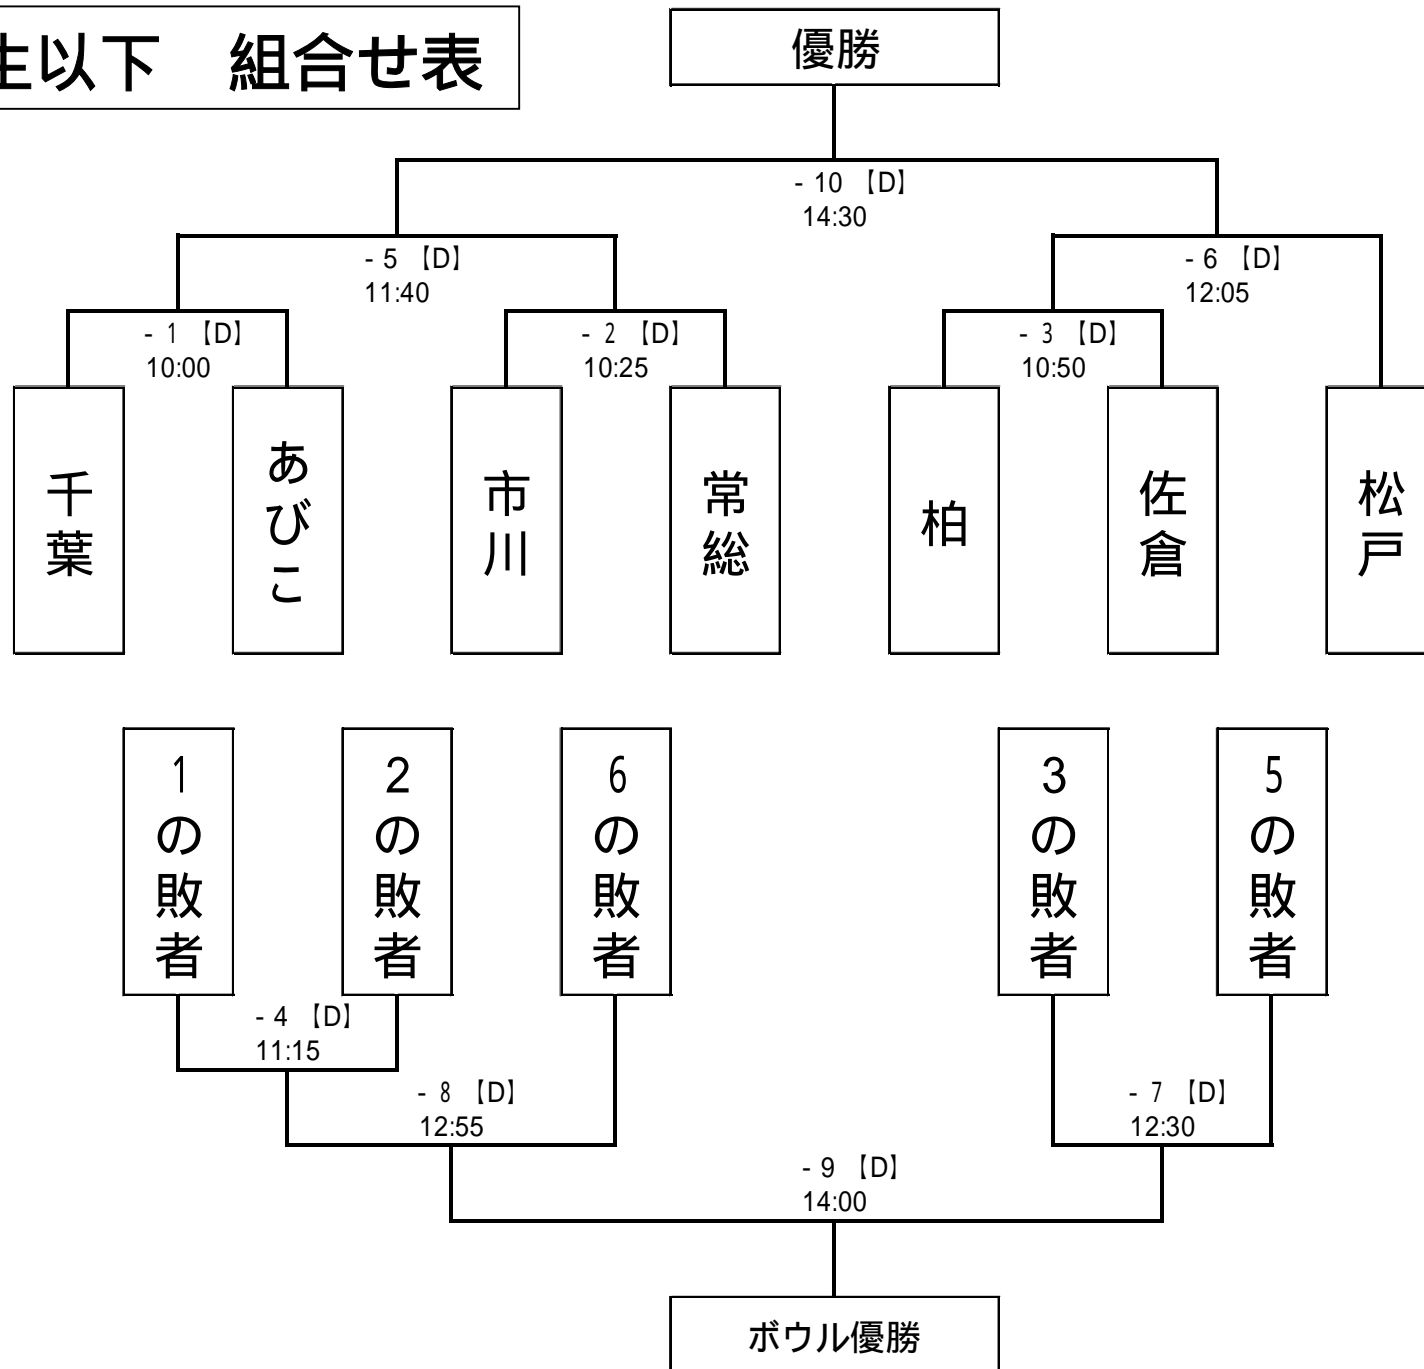 生以下　組合せ表
優勝
- 10 【D】
14:30
- 5 【D】
11:40
- 6 【D】
12:05
- 1 【D】
10:00
- 2 【D】
10:25
- 3 【D】
10:50
千葉
あびこ
市川
常総
柏
佐倉
松戸
1の敗者
2の敗者
6の敗者
3の敗者
5の敗者
- 4 【D】
11:15
- 8 【D】
12:55
- 7 【D】
12:30
- 9 【D】
14:00
ボウル優勝